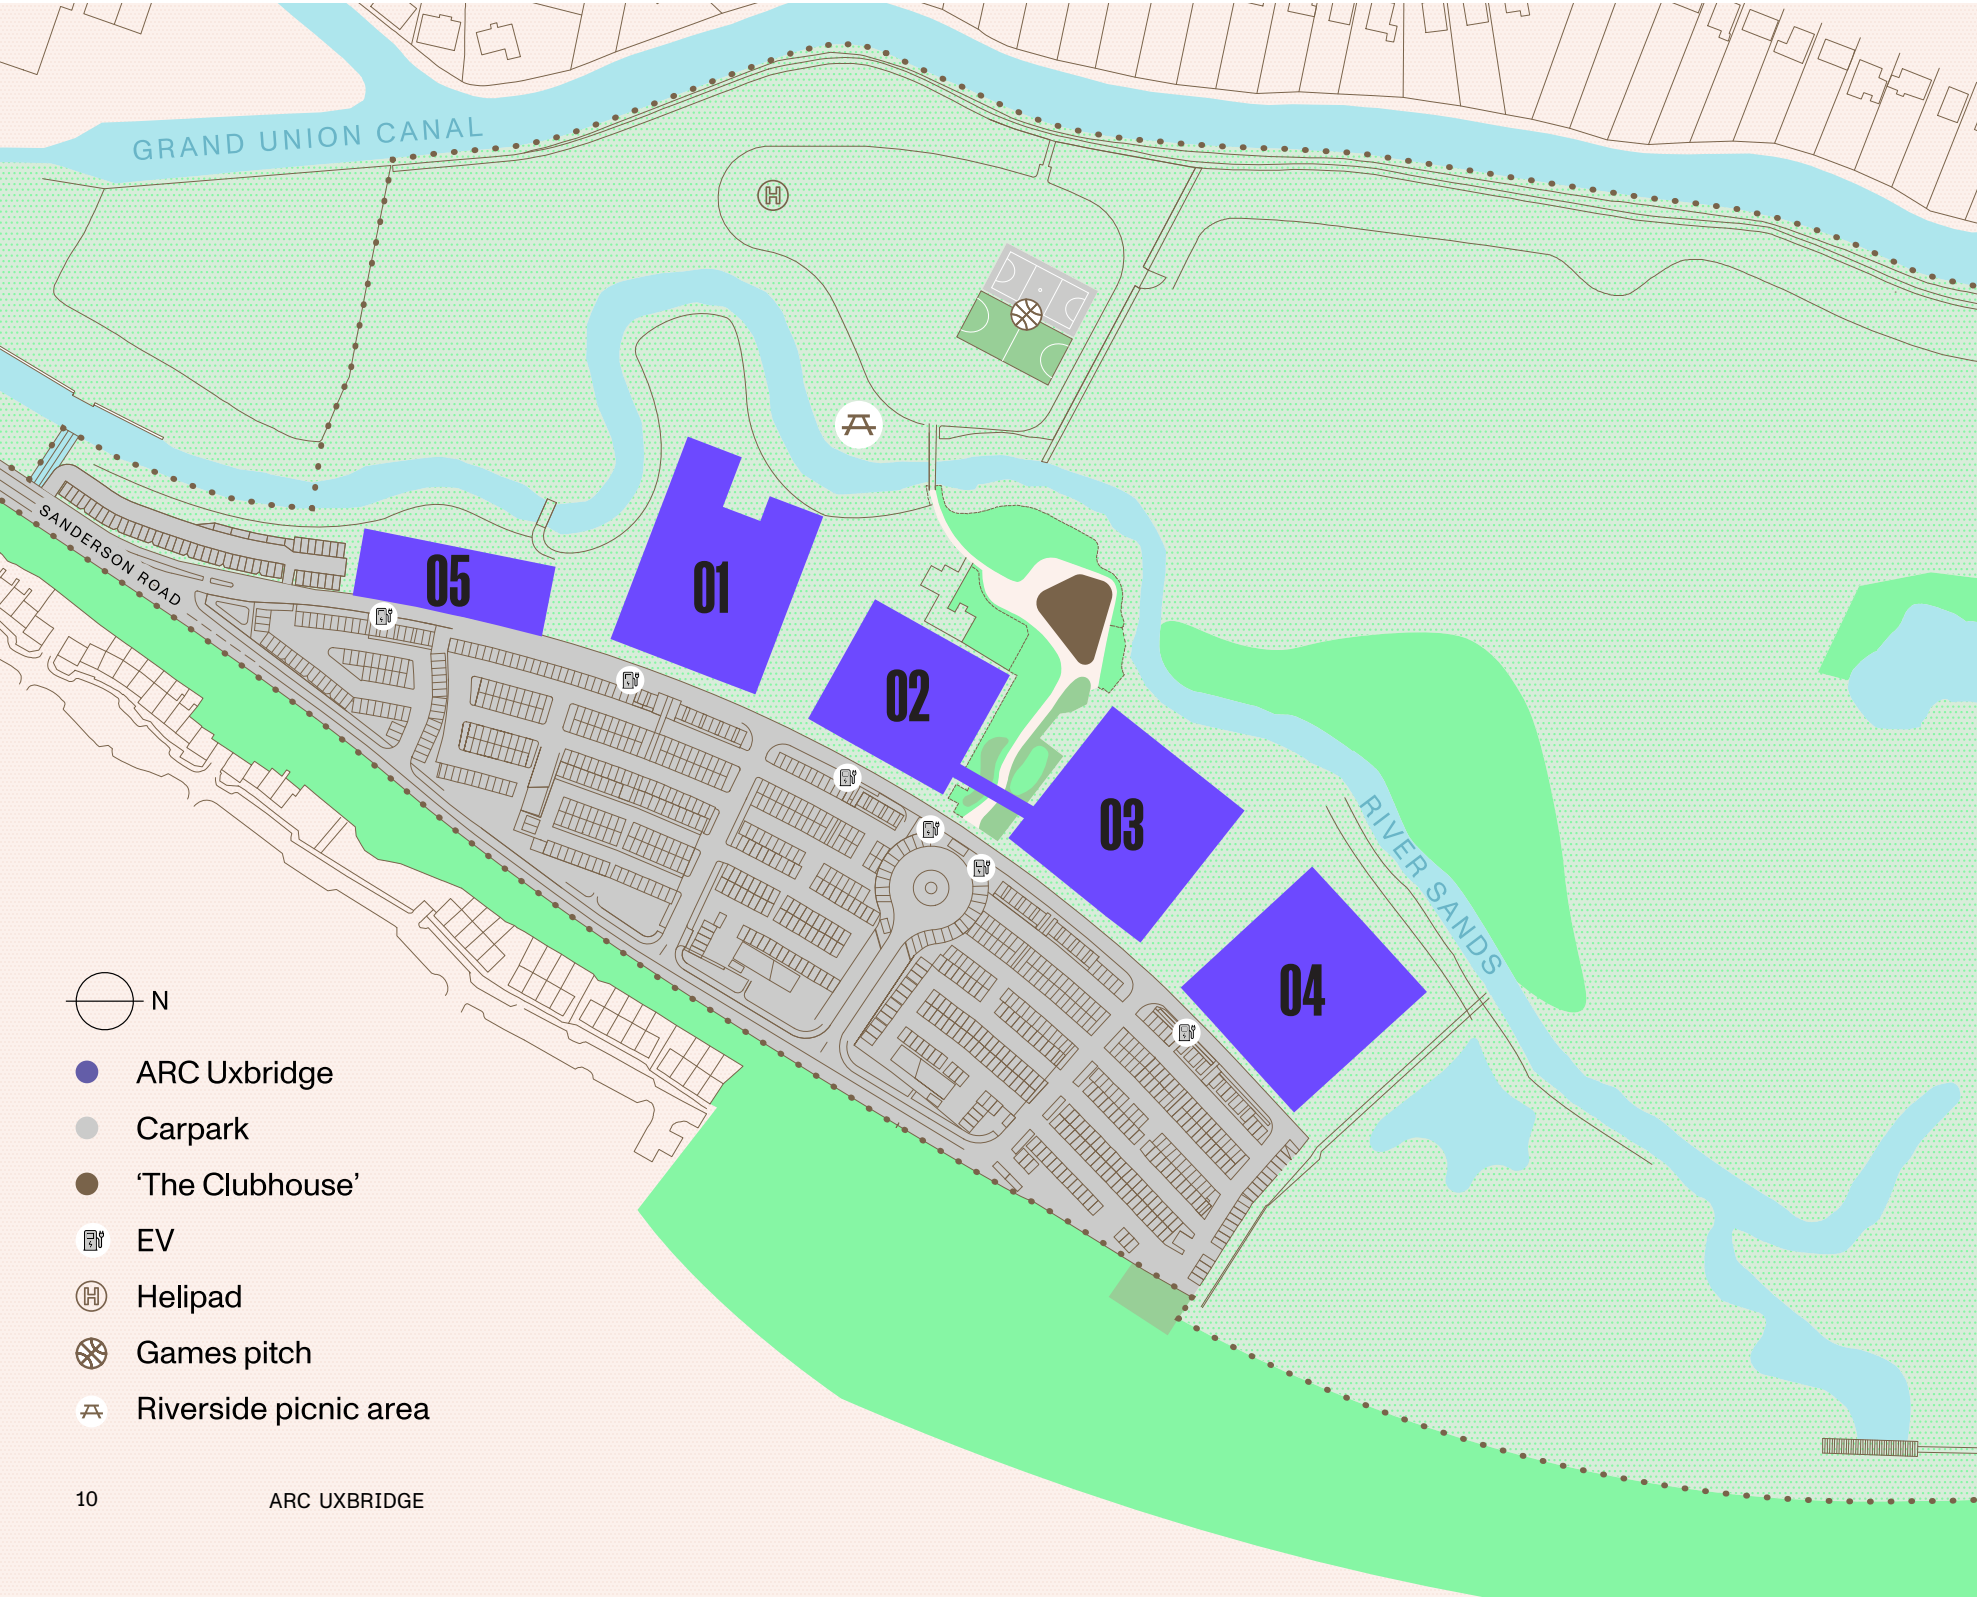 GRAND UNION CANAL
H
SANDERSON ROAD
05
01
02
03
04
RIVER SANDS
N
ARC Uxbridge
Carpark
‘The Clubhouse’
EV
H
Helipad
Games pitch
Riverside picnic area
10
ARC UXBRIDGE